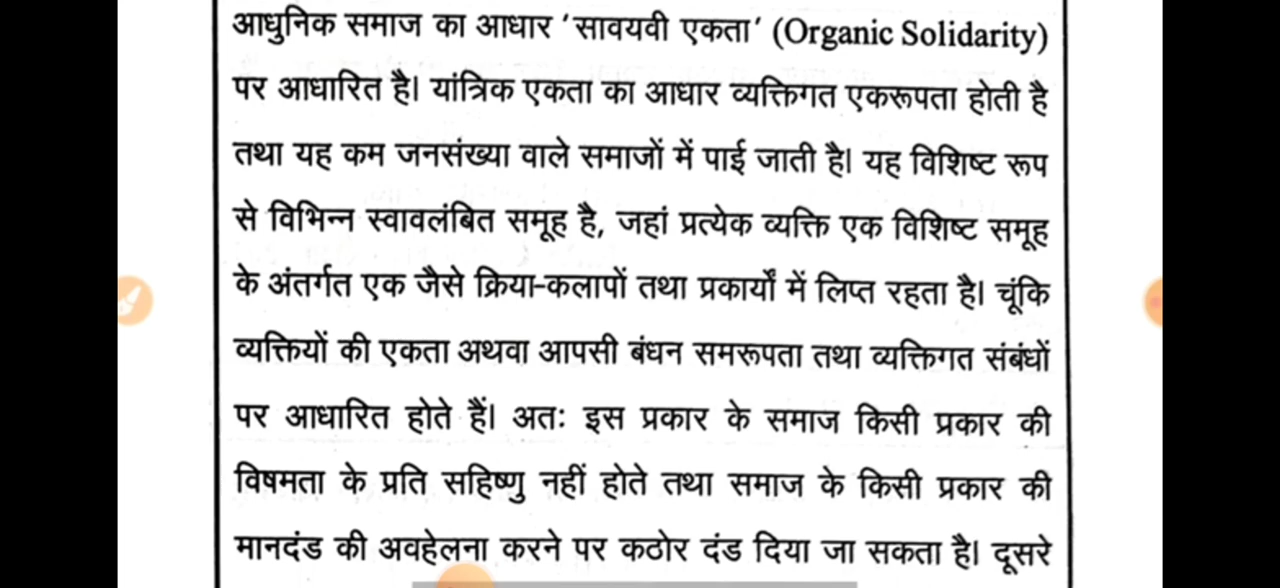 आधुनिक समाज का आधार ‘सावयवी एकता’ (Organic Solidarity)
पर आधारित है। यांत्रिक एकता का आधार व्यक्तिगत एकरूपता होती है
तथा यह कम जनसंख्या वाले समाजों में पाई जाती है। यह विशिष्ट रूप
से विभिन्न स्वावलंबित समूह है, जहां प्रत्येक व्यक्ति एक विशिष्ट समूह
के अंतर्गत एक जैसे क्रिया-कलापों तथा प्रकार्यों में लिप्त रहता है। चूंकि
व्यक्तियों की एकता अथवा आपसी बंधन समरूपता तथा व्यक्तिगत संबंधों
पर आधारित होते हैं। अतः इस प्रकार के समाज किसी प्रकार की
विषमता के प्रति सहिष्णु नहीं होते तथा समाज के किसी प्रकार की
मानदंड की अवहेलना करने पर कठोर दंड दिया जा सकता है। दूसरे